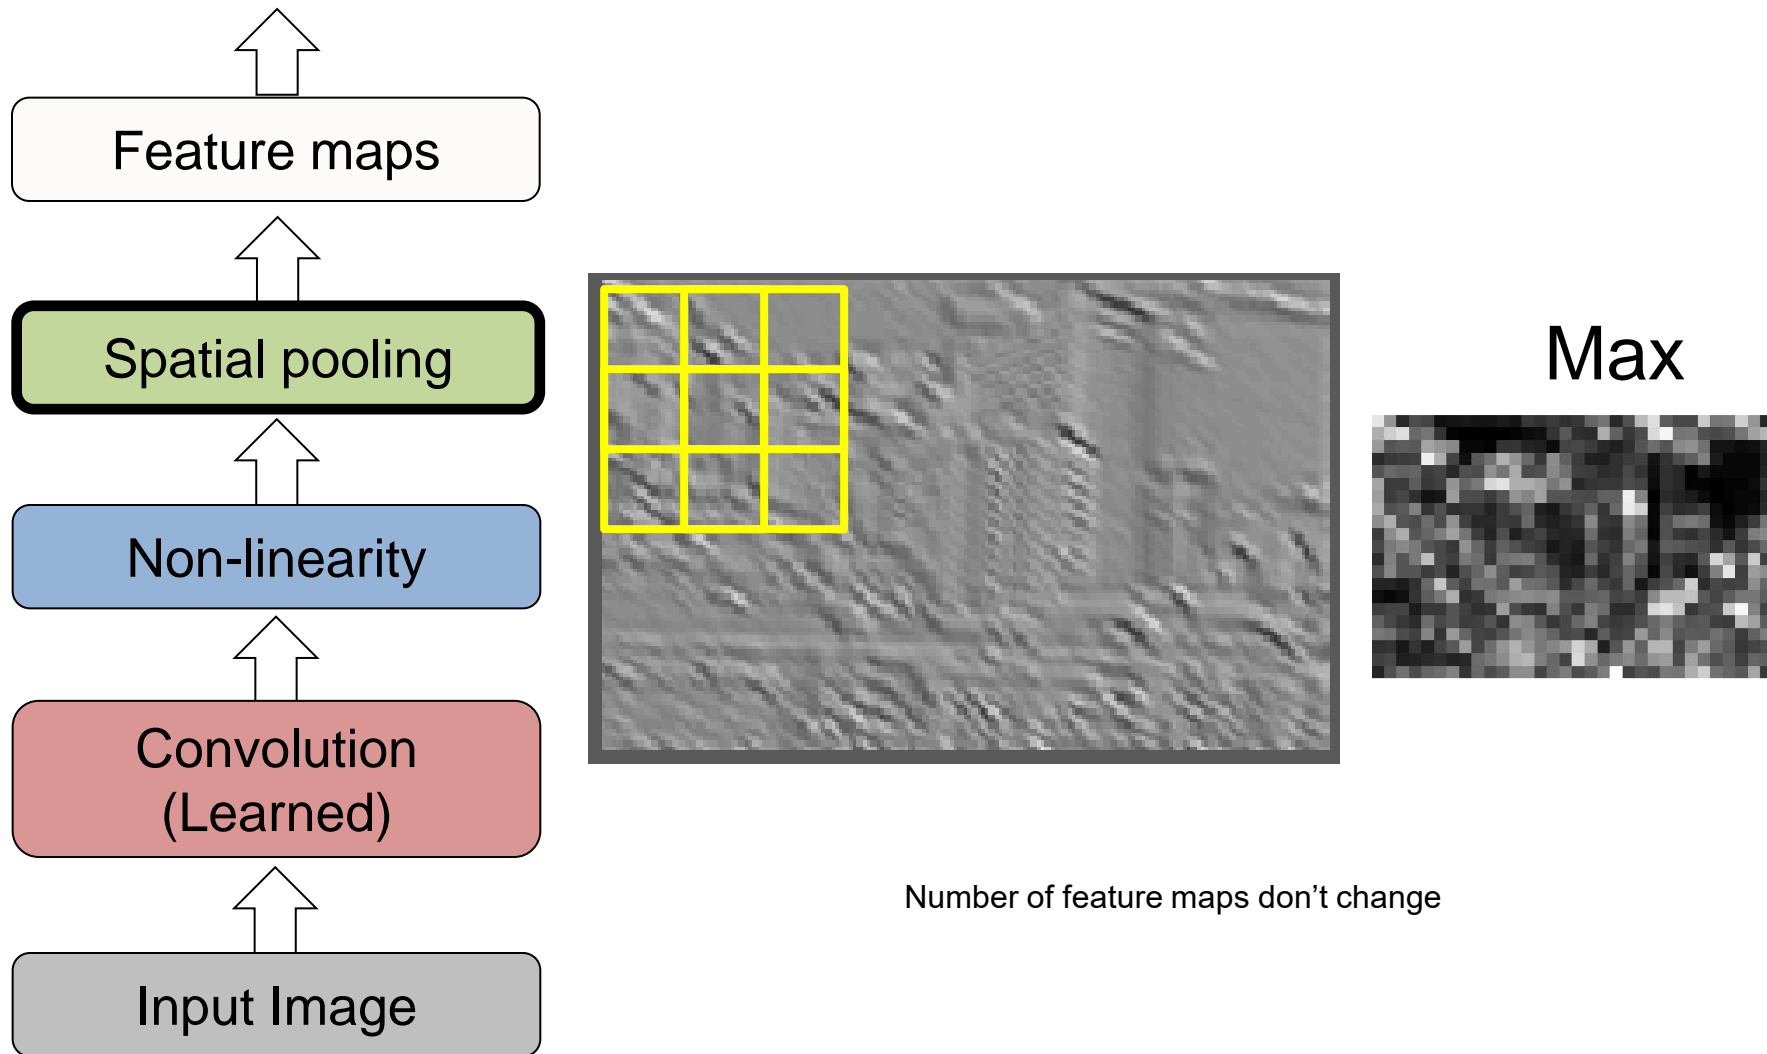 Feature maps
Spatial pooling
Non-linearity
Convolution
(Learned)
Input Image
Max
Number of feature maps don’t change